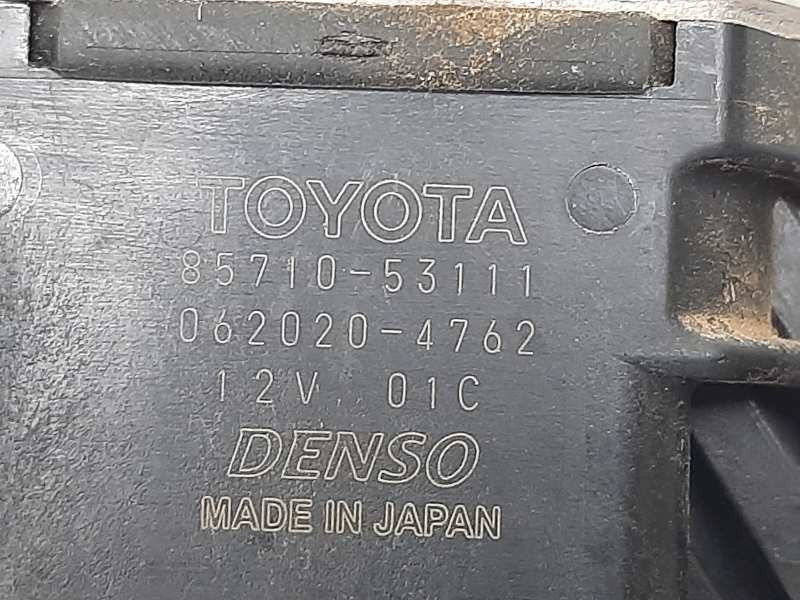 TOYOTA
85710-53111
062020-4762
12V 01C
DENSO
MADE IN JAPAN